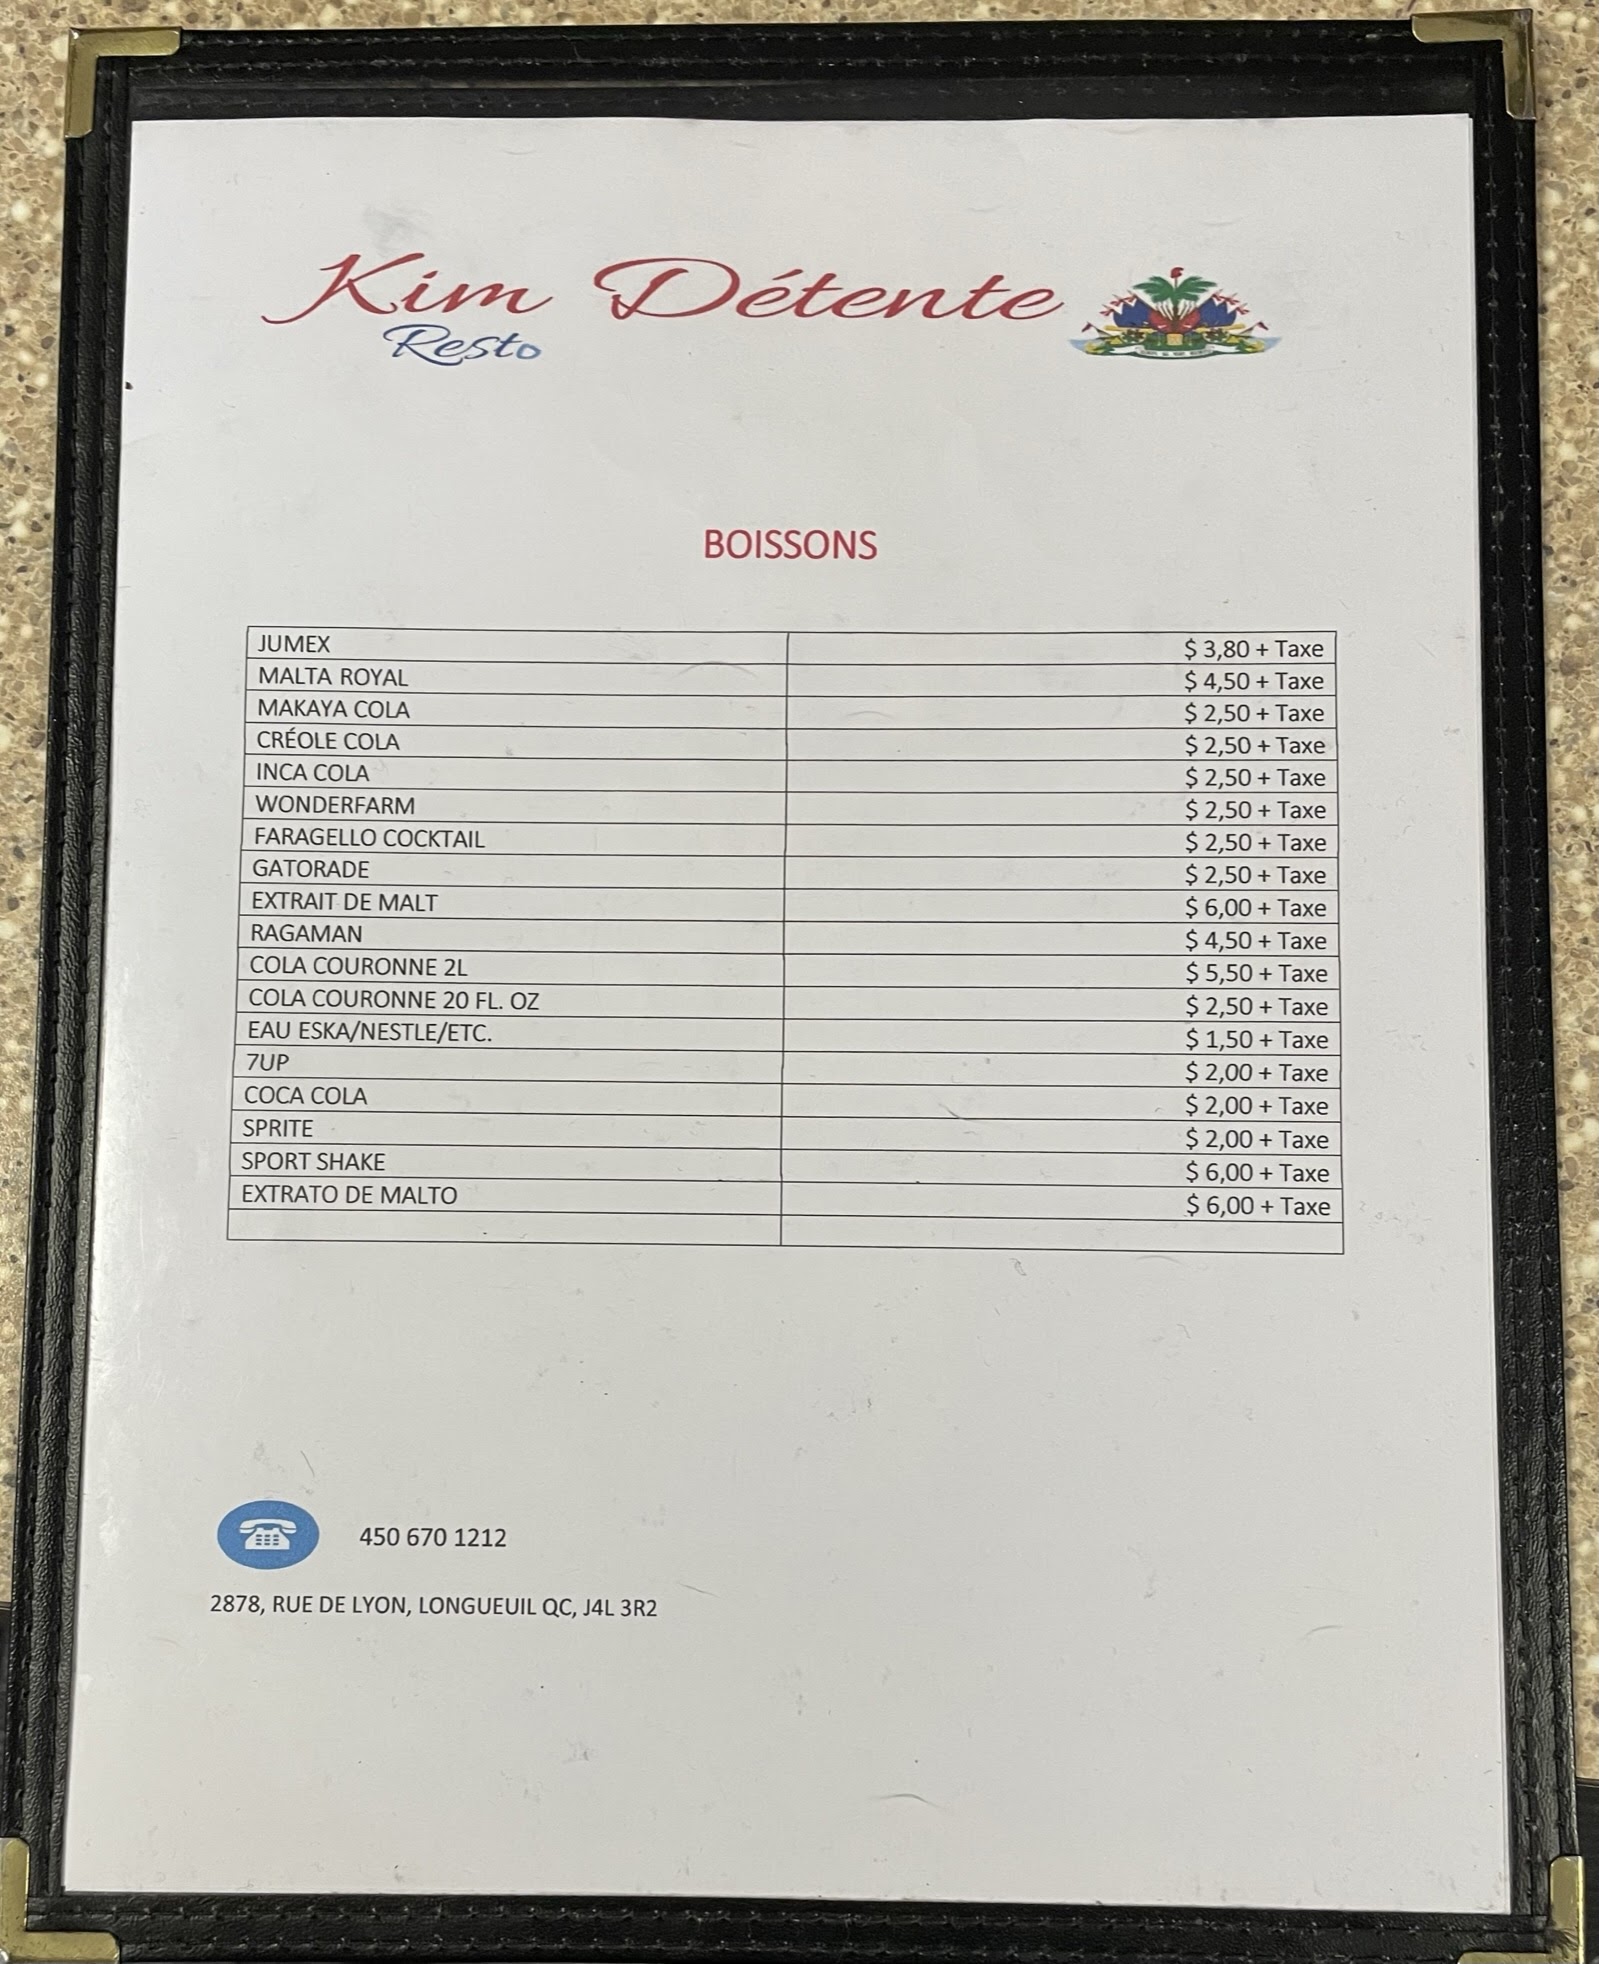 Kim Détente
Resto
BOISSONS
JUMEX $ 3,80 + Taxe
MALTA ROYAL $ 4,50 + Taxe
MAKAYA COLA $ 2,50 + Taxe
CRÉOLE COLA $ 2,50 + Taxe
INCA COLA $ 2,50 + Taxe
WONDERFARM $ 2,50 + Taxe
FARAGELLO COCKTAIL $ 2,50 + Taxe
GATORADE $ 2,50 + Taxe
EXTRAIT DE MALT $ 6,00 + Taxe
RAGAMAN $ 4,50 + Taxe
COLA COURONNE 2L $ 5,50 + Taxe
COLA COURONNE 20 FL. OZ $ 2,50 + Taxe
EAU ESKA/NESTLE/ETC. $ 1,50 + Taxe
7UP $ 2,00 + Taxe
COCA COLA $ 2,00 + Taxe
SPRITE $ 2,00 + Taxe
SPORT SHAKE $ 6,00 + Taxe
EXTRATO DE MALTO $ 6,00 + Taxe
450 670 1212
2878, RUE DE LYON, LONGUEUIL QC, J4L 3R2